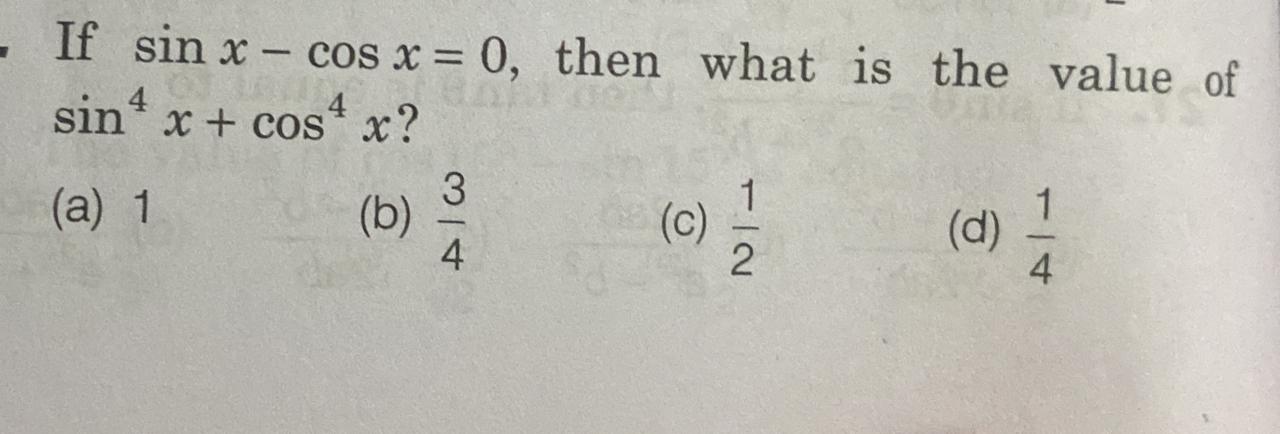 If sin x – cos x = 0, then what is the value of
sin⁴ x + cos⁴ x?
(a) 1 (b) 3/4 (c) 1/2 (d) 1/4